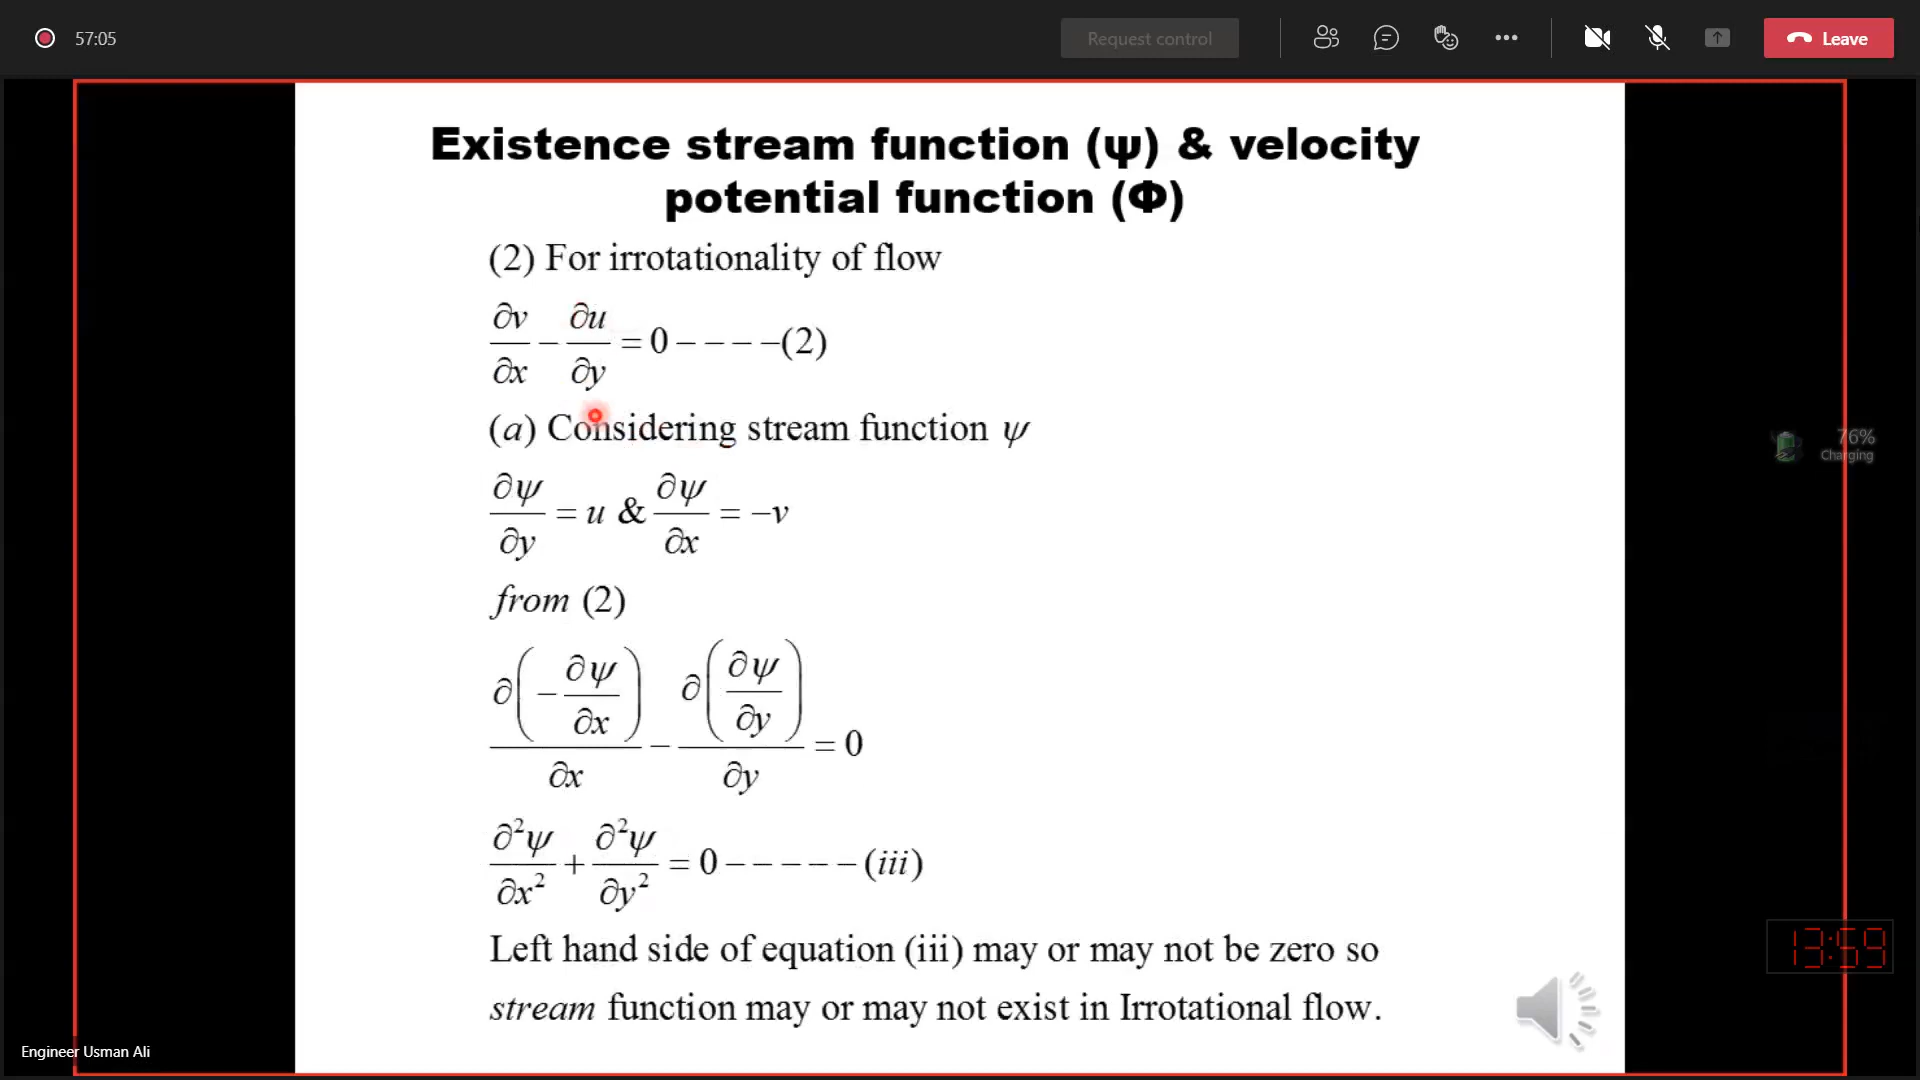 57:05
Request control
Leave
Existence stream function (ψ) & velocity
potential function (Φ)
(2) For irrotationality of flow
∂v/∂x − ∂u/∂y = 0 − − − −(2)
(a) Considering stream function ψ
∂ψ/∂y = u & ∂ψ/∂x = −v
from (2)
∂(−∂ψ/∂x)/∂x − ∂(∂ψ/∂y)/∂y = 0
∂²ψ/∂x² + ∂²ψ/∂y² = 0 − − − − − (iii)
Left hand side of equation (iii) may or may not be zero so
stream function may or may not exist in Irrotational flow.
76%
Charging
13:59
Engineer Usman Ali